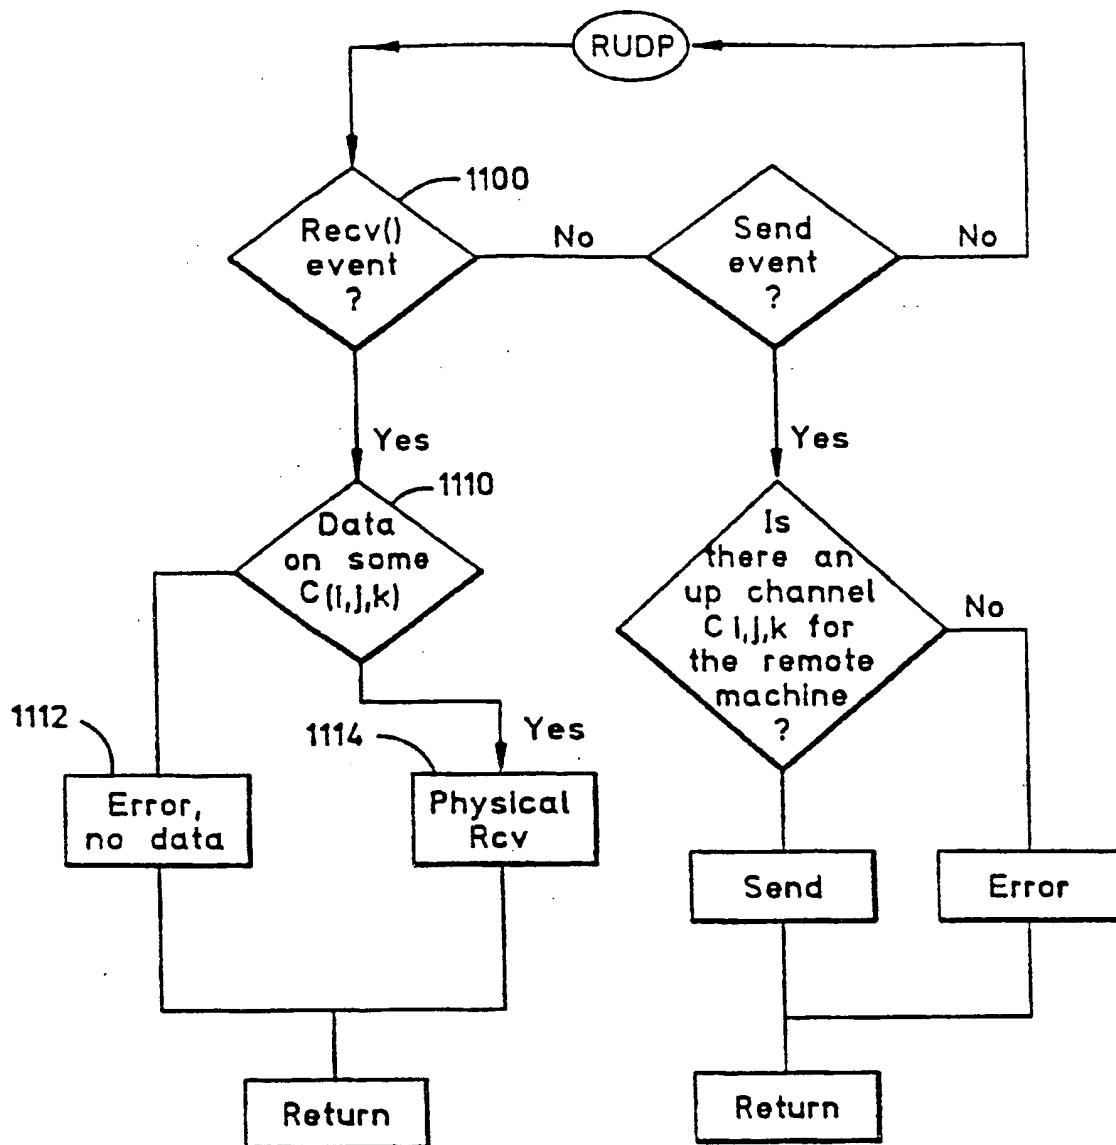 RUDP
1100
Recv()
event
?
No
Send
event
?
No
Yes
Yes
1110
Data
on some
C(i,j,k)
Is
there an
up channel
C i,j,k for
the remote
machine
?
No
1112
1114
Yes
Error,
no data
Physical
Rcv
Send
Error
Return
Return